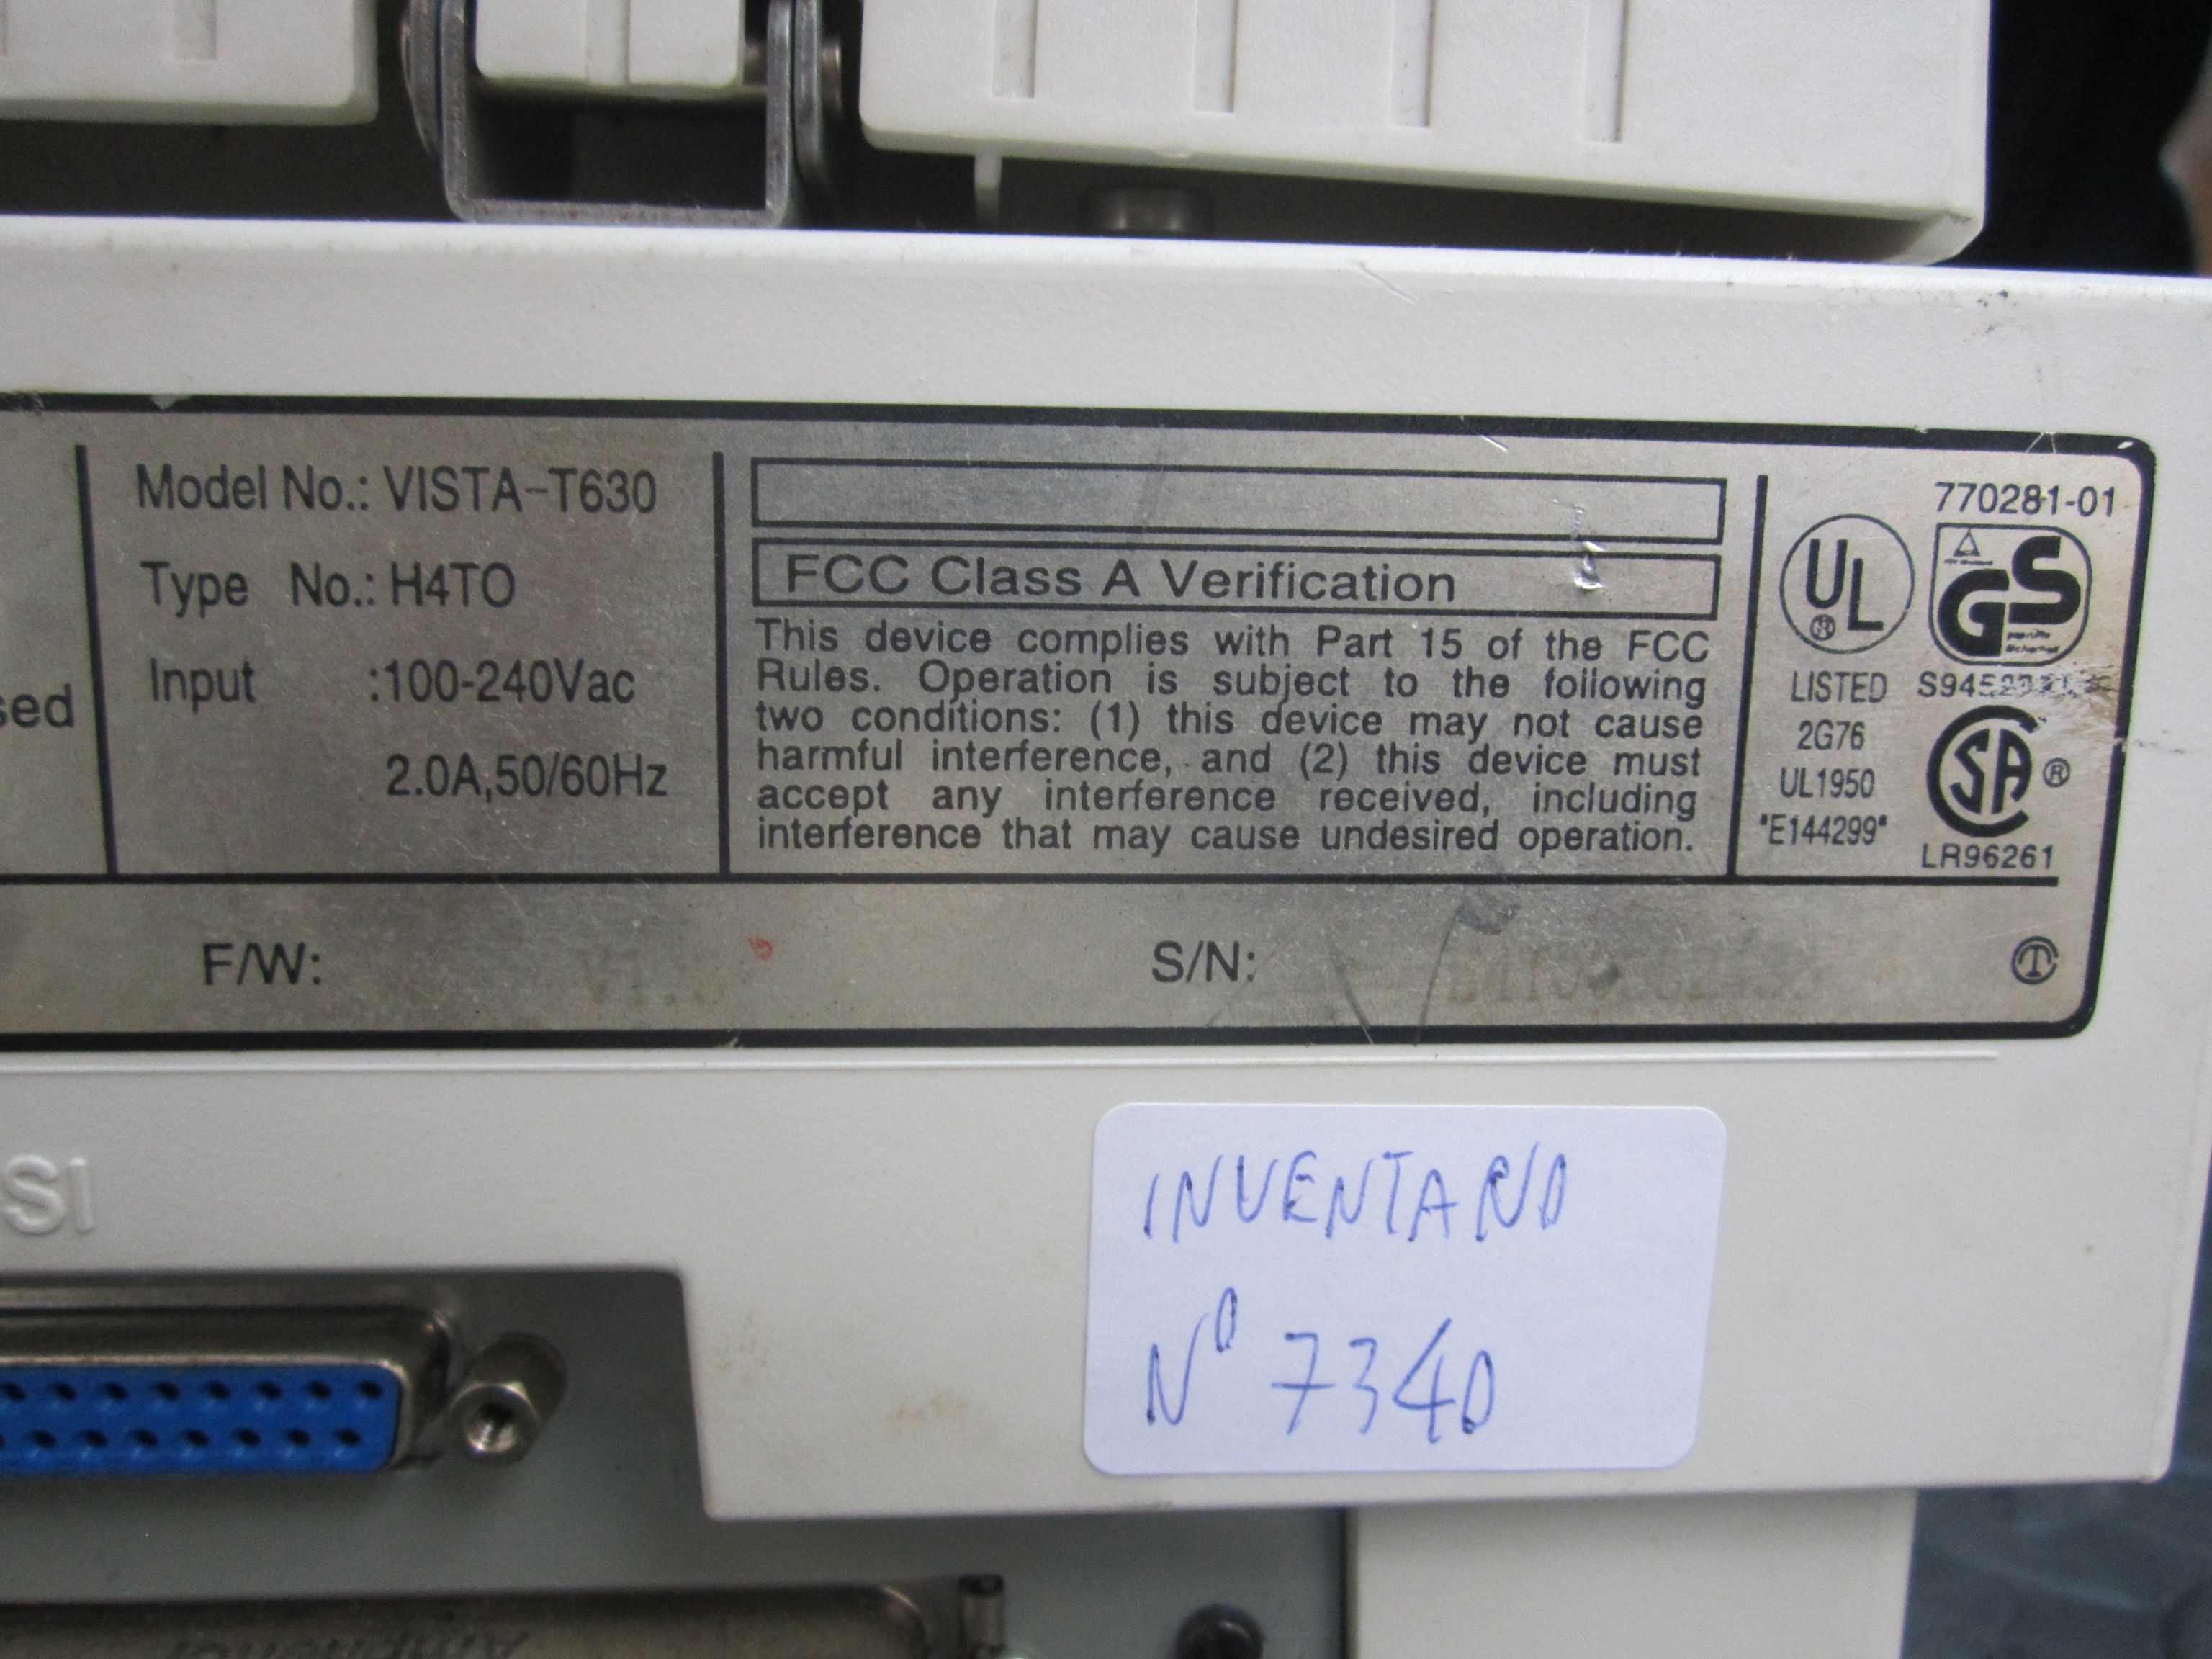 Model No.: VISTA-T630
Type No.: H4TO
Input :100-240Vac
2.0A,50/60Hz
FCC Class A Verification
This device complies with Part 15 of the FCC
Rules. Operation is subject to the following
two conditions: (1) this device may not cause
harmful interference, and (2) this device must
accept any interference received, including
interference that may cause undesired operation.
770281-01
UL
®
LISTED
2G76
UL1950
"E144299"
GS
SA ®
LR96261
F/W:
S/N:
SI
INVENTARIO
Nº 7340